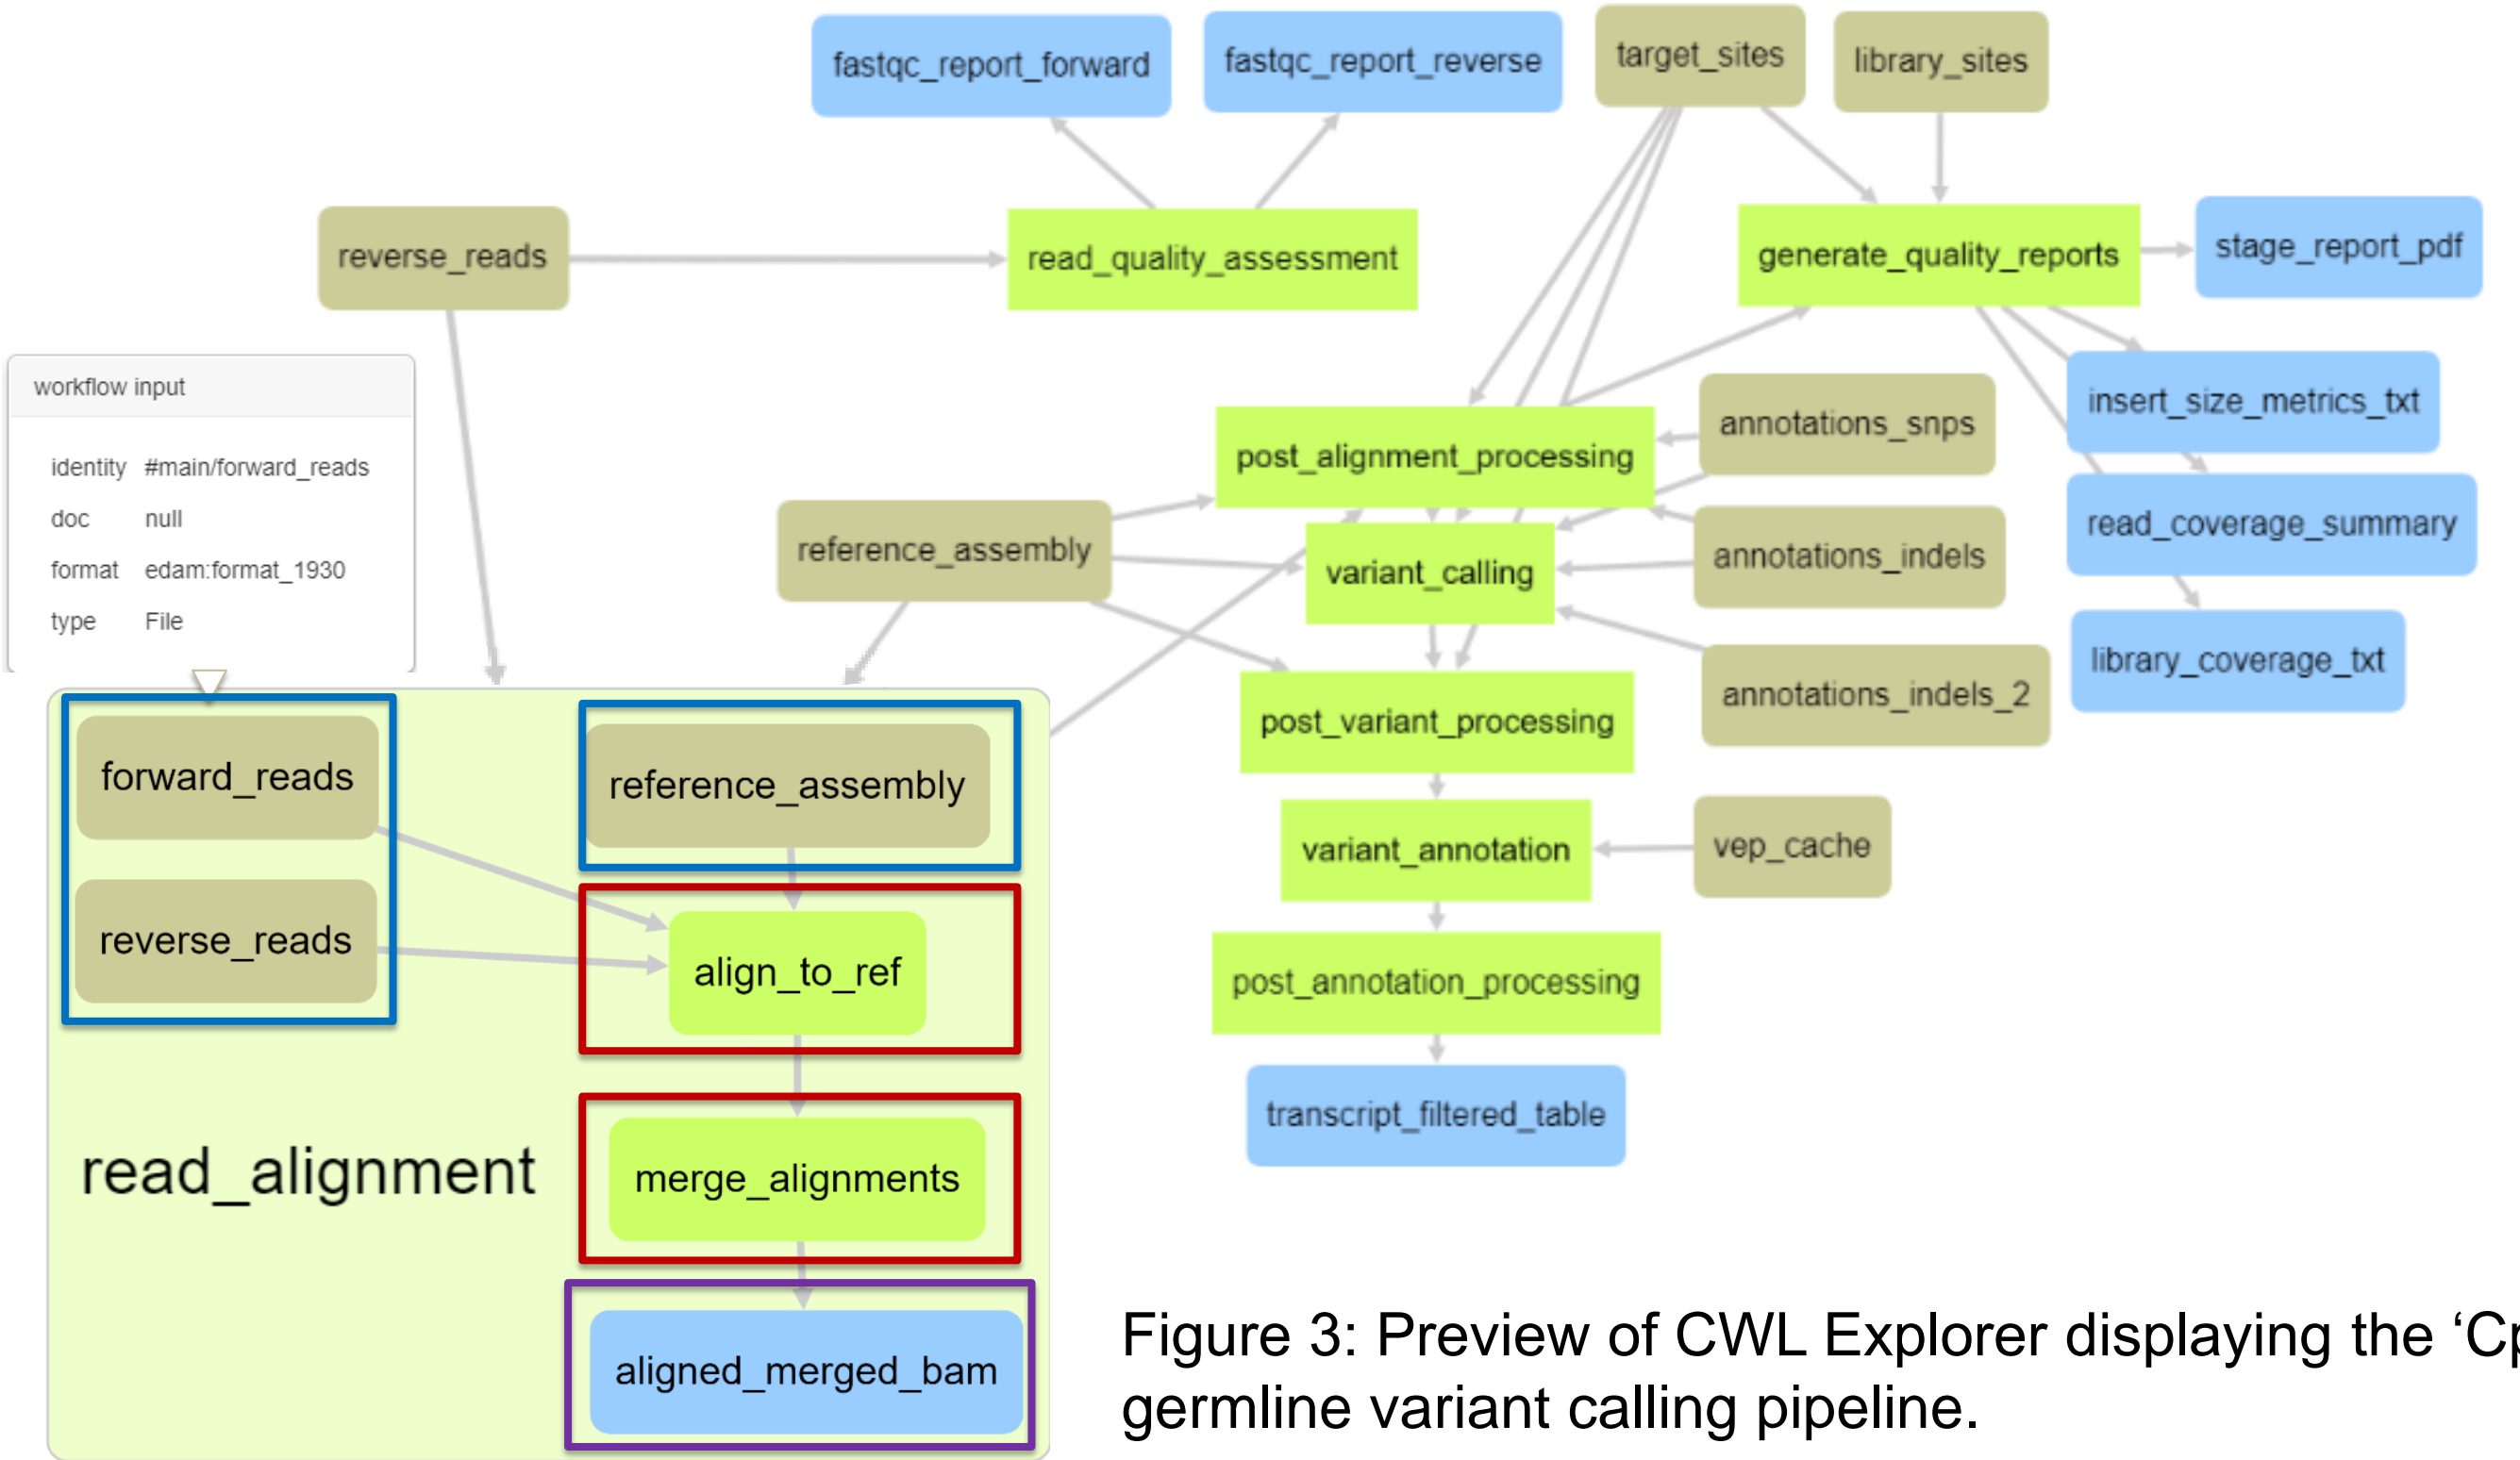 fastqc_report_forward
fastqc_report_reverse
target_sites
library_sites
reverse_reads
read_quality_assessment
generate_quality_reports
stage_report_pdf
workflow input
identity #main/forward_reads
doc null
format edam:format_1930
type File
post_alignment_processing
annotations_snps
insert_size_metrics_txt
reference_assembly
variant_calling
annotations_indels
read_coverage_summary
post_variant_processing
annotations_indels_2
library_coverage_txt
forward_reads
reference_assembly
variant_annotation
vep_cache
reverse_reads
align_to_ref
post_annotation_processing
transcript_filtered_table
read_alignment
merge_alignments
aligned_merged_bam
Figure 3: Preview of CWL Explorer displaying the ‘
germline variant calling pipeline.